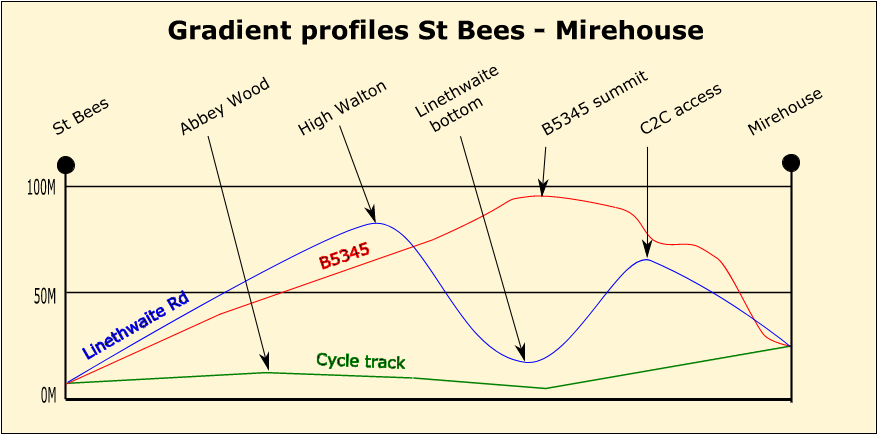 Gradient profiles St Bees - Mirehouse
St Bees
Abbey Wood
High Walton
Linethwaite
bottom
B5345 summit
C2C access
Mirehouse
100M
50M
0M
Linethwaite Rd
B5345
Cycle track